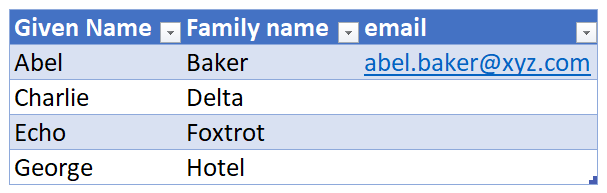 Given Name Family name email
Abel Baker abel.baker@xyz.com
Charlie Delta
Echo Foxtrot
George Hotel